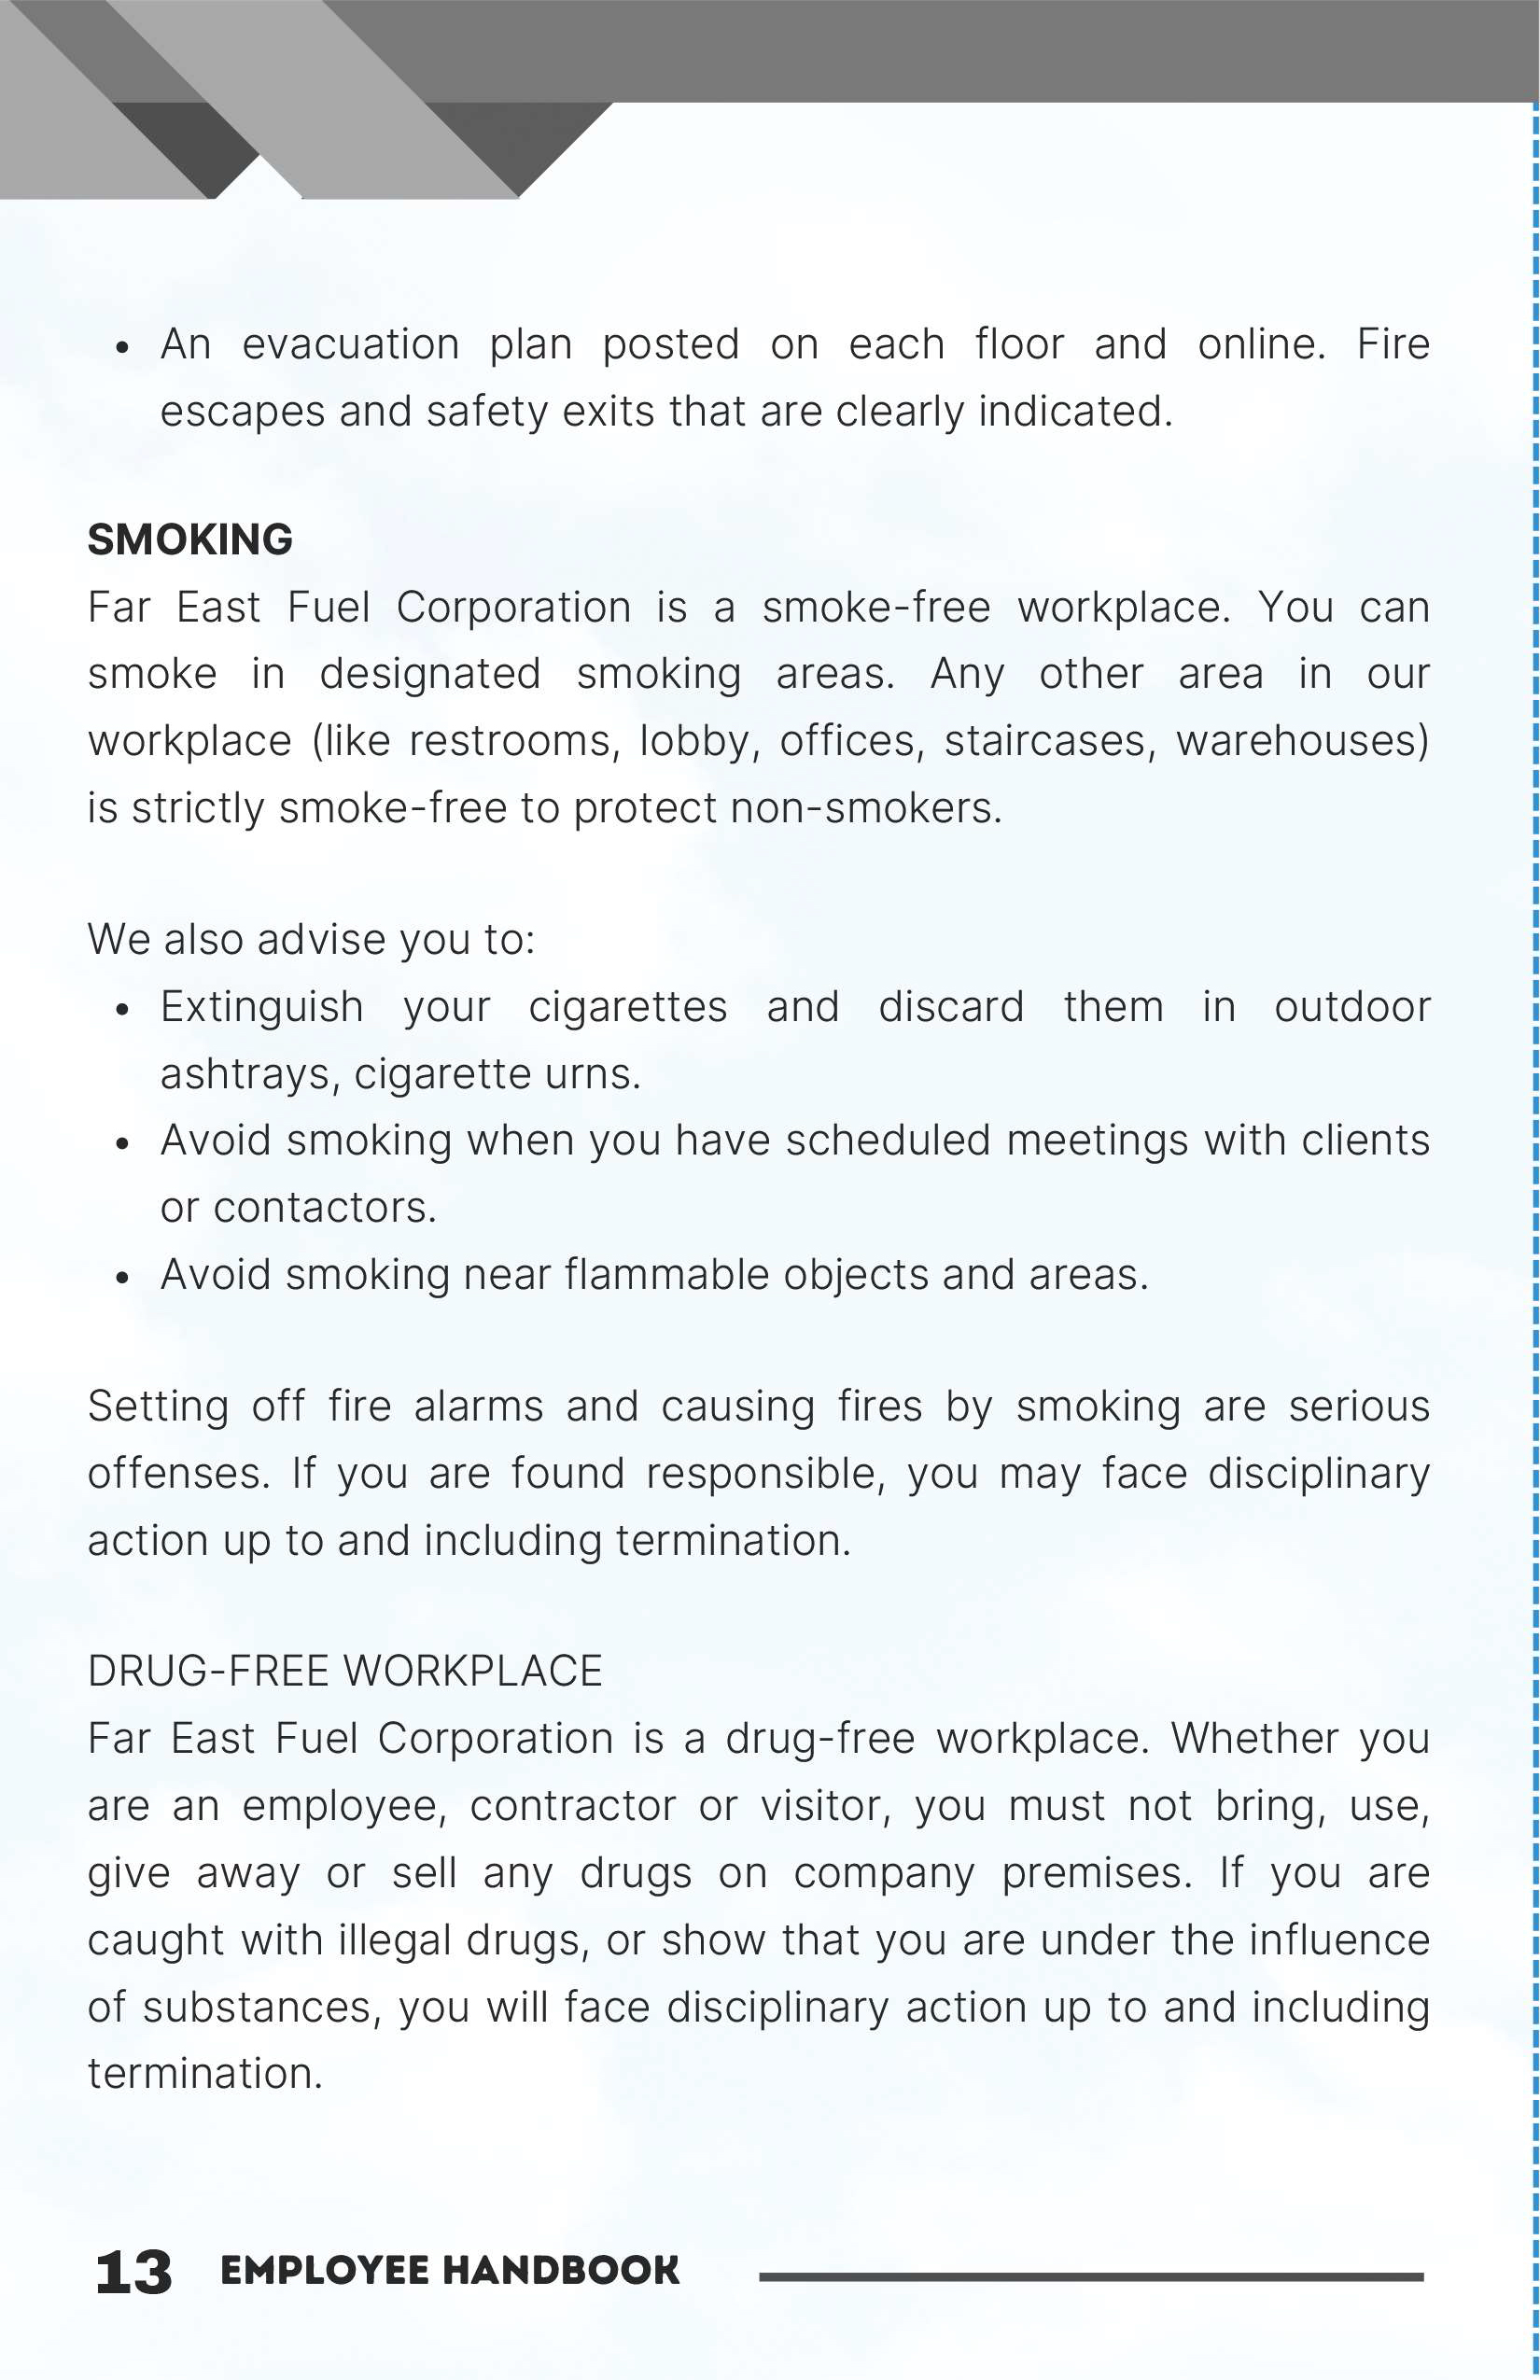 • An evacuation plan posted on each floor and online. Fire
escapes and safety exits that are clearly indicated.
SMOKING
Far East Fuel Corporation is a smoke-free workplace. You can
smoke in designated smoking areas. Any other area in our
workplace (like restrooms, lobby, offices, staircases, warehouses)
is strictly smoke-free to protect non-smokers.
We also advise you to:
• Extinguish your cigarettes and discard them in outdoor
ashtrays, cigarette urns.
• Avoid smoking when you have scheduled meetings with clients
or contactors.
• Avoid smoking near flammable objects and areas.
Setting off fire alarms and causing fires by smoking are serious
offenses. If you are found responsible, you may face disciplinary
action up to and including termination.
DRUG-FREE WORKPLACE
Far East Fuel Corporation is a drug-free workplace. Whether you
are an employee, contractor or visitor, you must not bring, use,
give away or sell any drugs on company premises. If you are
caught with illegal drugs, or show that you are under the influence
of substances, you will face disciplinary action up to and including
termination.
13 EMPLOYEE HANDBOOK